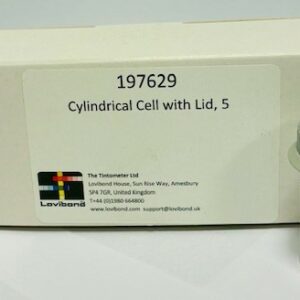 197629
Cylindrical Cell with Lid, 5
The Tintometer Ltd
Lovibond House, Sun Rise Way, Amesbury
SP4 7GR, United Kingdom
T+44 (0)1980 664800
www.lovibond.com support@lovibond.uk
Lovibond